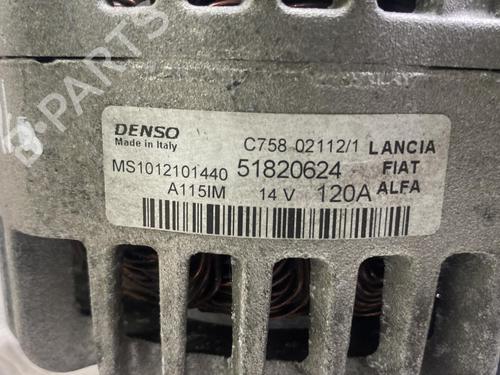 DENSO
Made in Italy
C758 02112/1
LANCIA
MS1012101440
51820624
FIAT
A115IM
14 V
120A
ALFA
B-PARTS